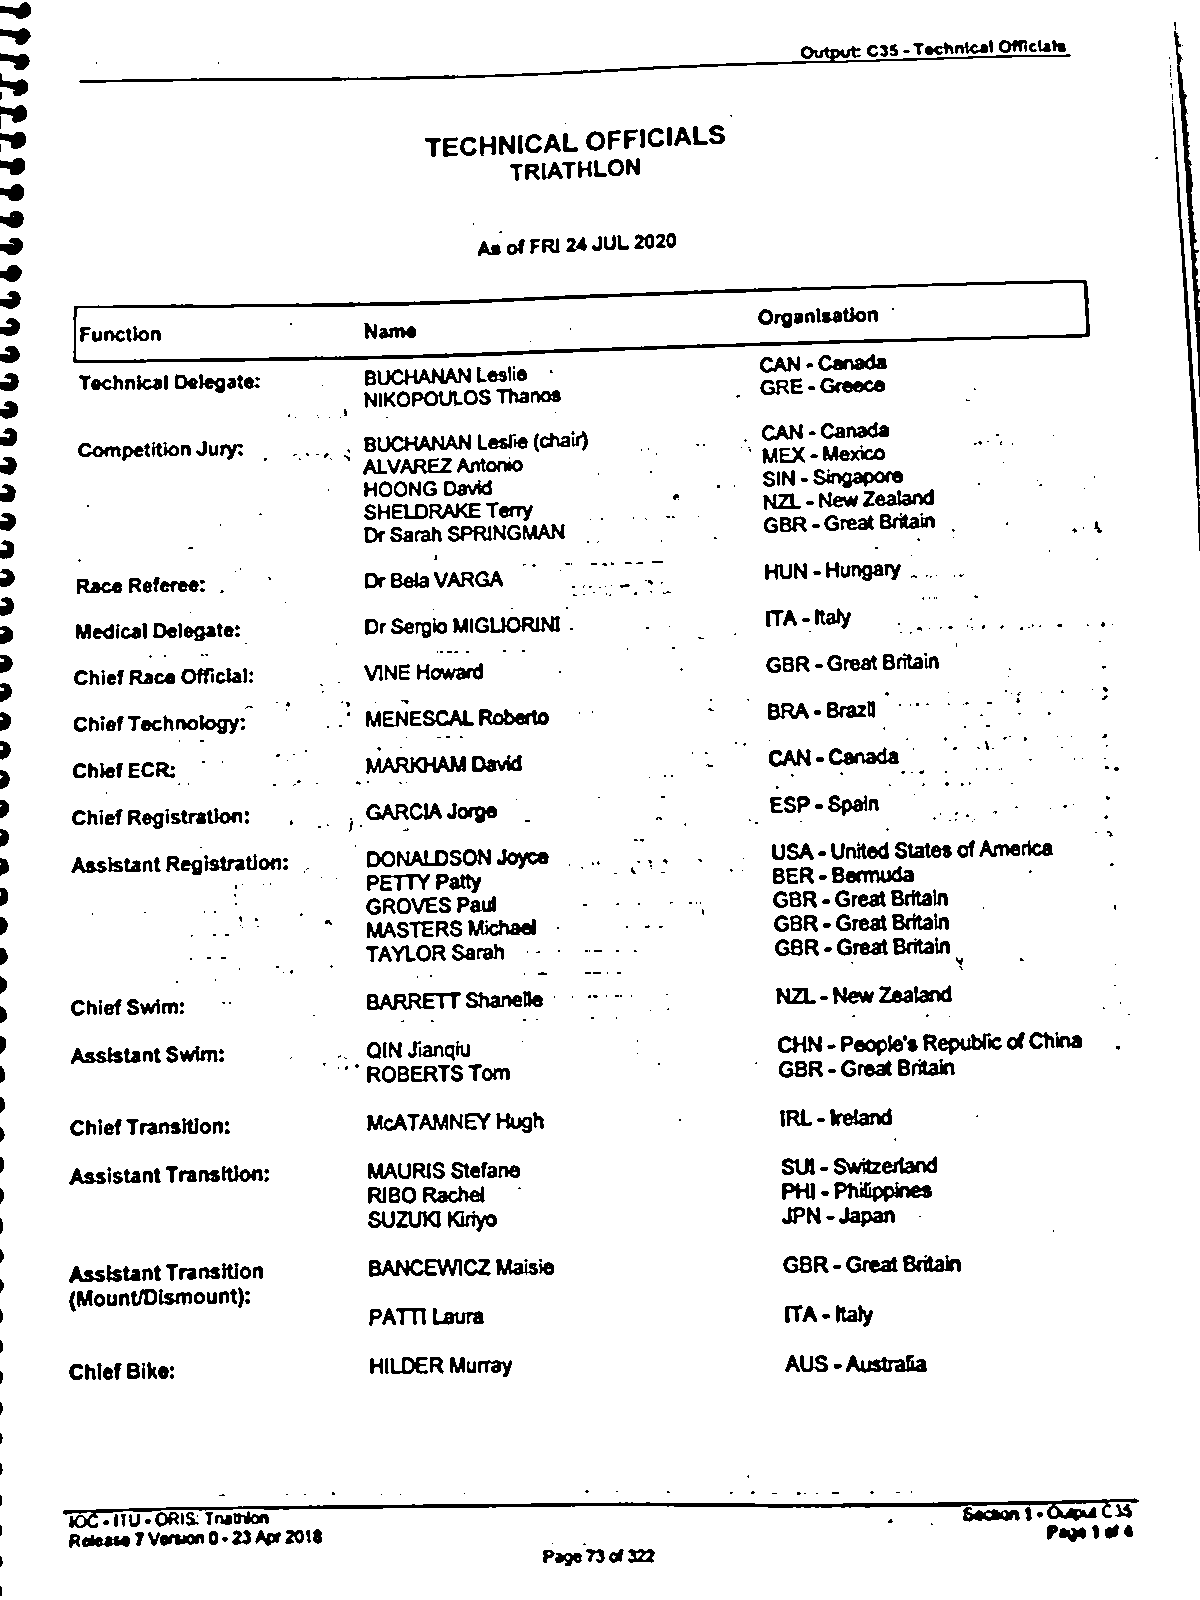 Output: C35 - Technical Officials
TECHNICAL OFFICIALS
TRIATHLON
As of FRI 24 JUL 2020
Function Name Organisation
Technical Delegate: BUCHANAN Leslie CAN - Canada
NIKOPOULOS Thanos GRE - Greece
Competition Jury: BUCHANAN Leslie (chair) CAN - Canada
ALVAREZ Antonio MEX - Mexico
HOONG David SIN - Singapore
SHELDRAKE Terry NZL - New Zealand
Dr Sarah SPRINGMAN GBR - Great Britain
Race Referee: Dr Bela VARGA HUN - Hungary
Medical Delegate: Dr Sergio MIGLIORINI ITA - Italy
Chief Race Official: VINE Howard GBR - Great Britain
Chief Technology: MENESCAL Roberto BRA - Brazil
Chief ECR: MARKHAM David CAN - Canada
Chief Registration: GARCIA Jorge ESP - Spain
Assistant Registration: DONALDSON Joyce USA - United States of America
PETTY Patty BER - Bermuda
GROVES Paul GBR - Great Britain
MASTERS Michael GBR - Great Britain
TAYLOR Sarah GBR - Great Britain
Chief Swim: BARRETT Shanelle NZL - New Zealand
Assistant Swim: QIN Jianqiu CHN - People's Republic of China
ROBERTS Tom GBR - Great Britain
Chief Transition: McATAMNEY Hugh IRL - Ireland
Assistant Transition: MAURIS Stefane SUI - Switzerland
RIBO Rachel PHI - Philippines
SUZUKI Kiriyo JPN - Japan
Assistant Transition BANCEWICZ Maisie GBR - Great Britain
(Mount/Dismount):
PATTI Laura ITA - Italy
Chief Bike: HILDER Murray AUS - Australia
IOC - ITU - ORIS: Triathlon Section 1 - Output C35
Release 7 Version 0 - 23 Apr 2018 Page 1 of 4
Page 73 of 322